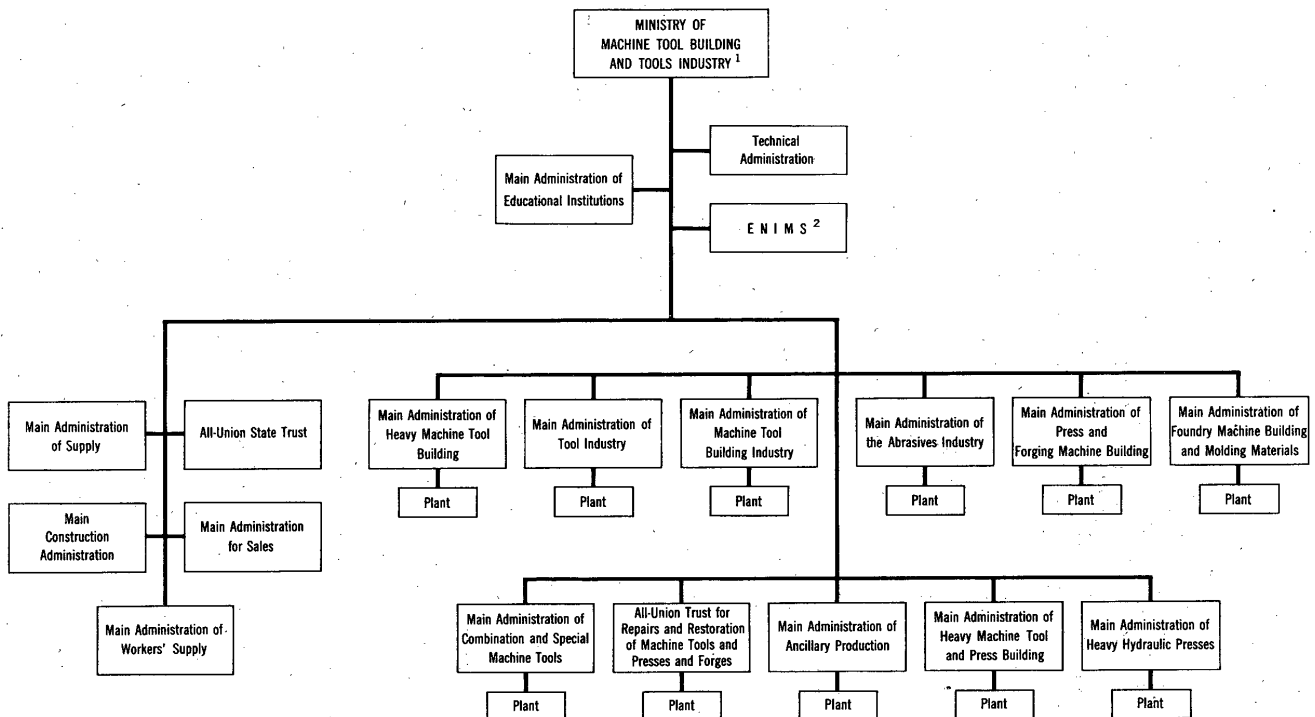 MINISTRY OF
MACHINE TOOL BUILDING
AND TOOLS INDUSTRY 1
Technical
Administration
Main Administration of
Educational Institutions
E N I M S 2
Main Administration
of Supply
All-Union State Trust
Main
Construction
Administration
Main Administration
for Sales
Main Administration of
Workers' Supply
Main Administration of
Heavy Machine Tool
Building
Plant
Main Administration of
Tool Industry
Plant
Main Administration of
Machine Tool
Building Industry
Plant
Main Administration of
the Abrasives Industry
Plant
Main Administration of
Press and
Forging Machine Building
Plant
Main Administration of
Foundry Machine Building
and Molding Materials
Plant
Main Administration of
Combination and Special
Machine Tools
Plant
All-Union Trust for
Repairs and Restoration
of Machine Tools and
Presses and Forges
Plant
Main Administration of
Ancillary Production
Plant
Main Administration of
Heavy Machine Tool
and Press Building
Plant
Main Administration of
Heavy Hydraulic Presses
Plant